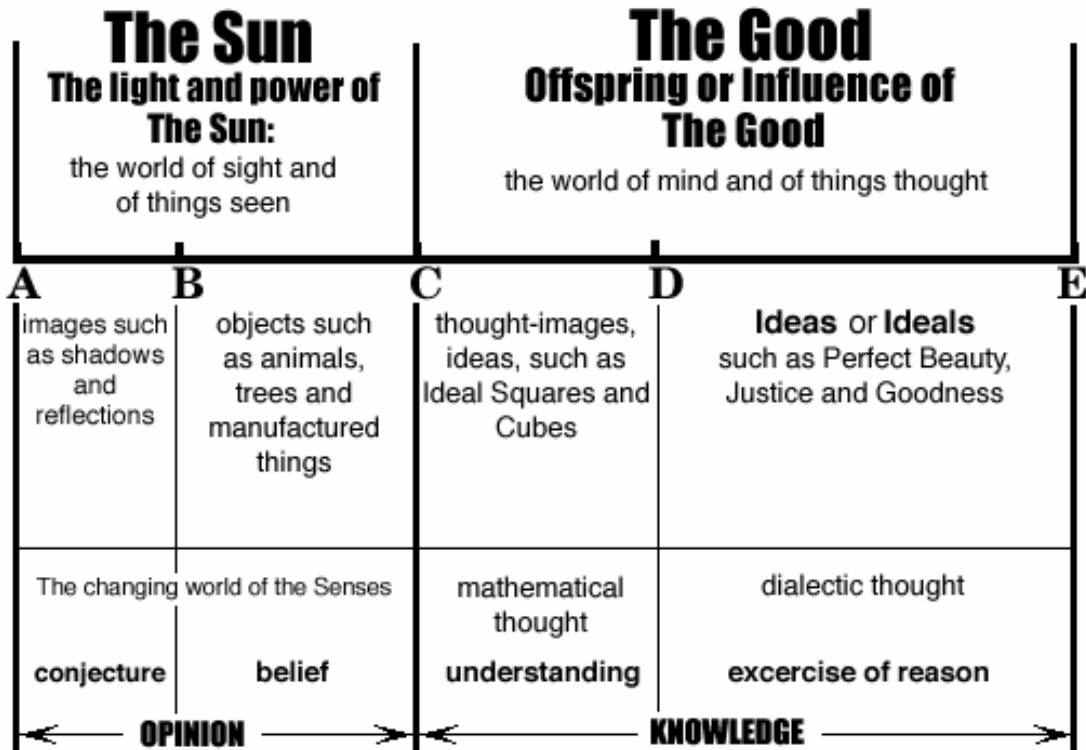 The Sun
The light and power of
The Sun:
the world of sight and
of things seen
The Good
Offspring or Influence of
The Good
the world of mind and of things thought
A B C D E
images such
as shadows
and
reflections
objects such
as animals,
trees and
manufactured
things
thought-images,
ideas, such as
Ideal Squares and
Cubes
Ideas or Ideals
such as Perfect Beauty,
Justice and Goodness
The changing world of the Senses
mathematical
thought
dialectic thought
conjecture
belief
understanding
excercise of reason
OPINION
KNOWLEDGE